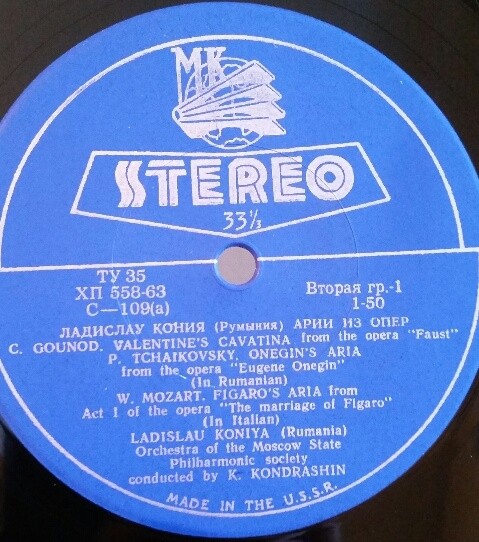 МК
STEREO
33⅓
ТУ 35
ХП 558-63
С—109(а)
Вторая гр.-1
1-50
ЛАДИСЛАУ КОНИЯ (Румыния) АРИИ ИЗ ОПЕР
C. GOUNOD. VALENTINE'S CAVATINA from the opera "Faust"
P. TCHAIKOVSKY. ONEGIN'S ARIA
from the opera "Eugene Onegin"
(In Rumanian)
W. MOZART. FIGARO'S ARIA from
Act I of the opera "The marriage of Figaro"
(In Italian)
LADISLAU KONIYA (Rumania)
Orchestra of the Moscow State
Philharmonic society
conducted by K. KONDRASHIN
MADE IN THE U.S.S.R.